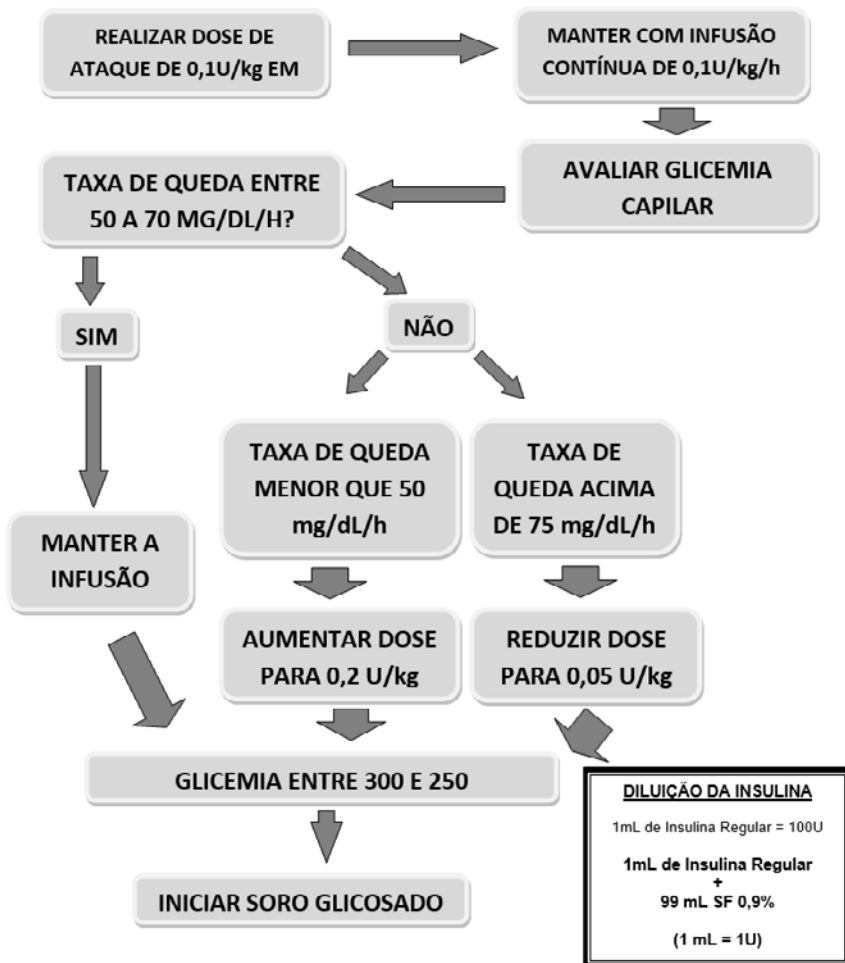 REALIZAR DOSE DE
ATAQUE DE 0,1U/kg EM
MANTER COM INFUSÃO
CONTÍNUA DE 0,1U/kg/h
AVALIAR GLICEMIA
CAPILAR
TAXA DE QUEDA ENTRE
50 A 70 MG/DL/H?
SIM
NÃO
TAXA DE QUEDA
MENOR QUE 50
mg/dL/h
TAXA DE
QUEDA ACIMA
DE 75 mg/dL/h
MANTER A
INFUSÃO
AUMENTAR DOSE
PARA 0,2 U/kg
REDUZIR DOSE
PARA 0,05 U/kg
GLICEMIA ENTRE 300 E 250
INICIAR SORO GLICOSADO
DILUIÇÃO DA INSULINA
1mL de Insulina Regular = 100U
1mL de Insulina Regular
+
99 mL SF 0,9%
(1 mL = 1U)